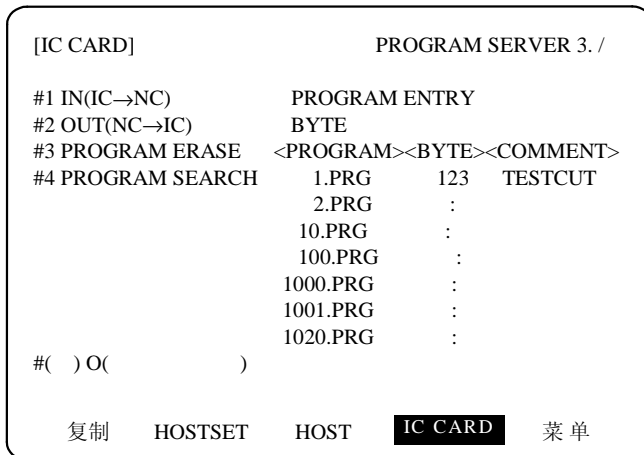 [IC CARD] PROGRAM SERVER 3. /
#1 IN(IC→NC) PROGRAM ENTRY
#2 OUT(NC→IC) BYTE
#3 PROGRAM ERASE <PROGRAM><BYTE><COMMENT>
#4 PROGRAM SEARCH 1.PRG 123 TESTCUT
2.PRG :
10.PRG :
100.PRG :
1000.PRG :
1001.PRG :
1020.PRG :
#( ) O( )
复制 HOSTSET HOST IC CARD 菜单